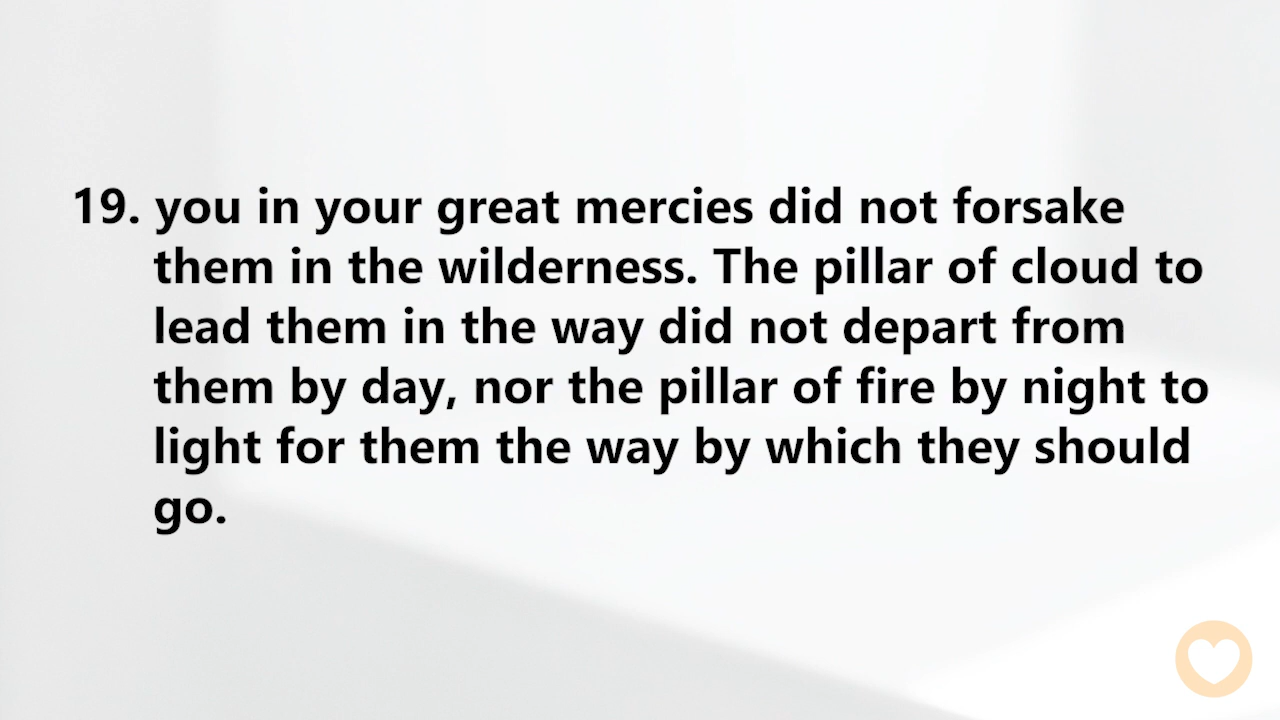 19. you in your great mercies did not forsake
them in the wilderness. The pillar of cloud to
lead them in the way did not depart from
them by day, nor the pillar of fire by night to
light for them the way by which they should
go.